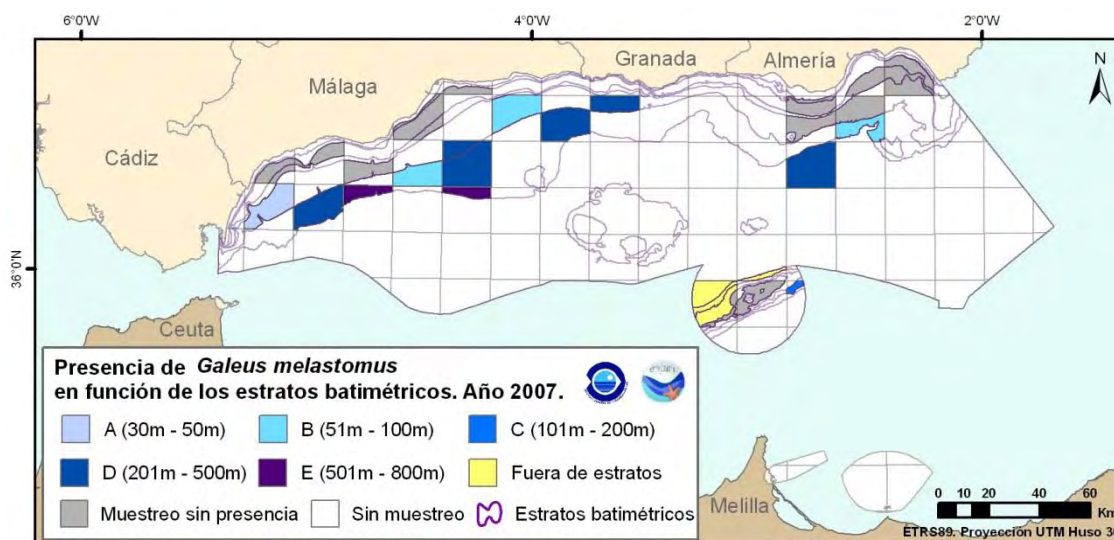 6°0'W
4°0'W
2°0'W
Granada
Almería
Málaga
N
Cádiz
36°0'N
Ceuta
Presencia de Galeus melastomus
en función de los estratos batimétricos. Año 2007.
A (30m - 50m)
B (51m - 100m)
C (101m - 200m)
D (201m - 500m)
E (501m - 800m)
Fuera de estratos
Muestreo sin presencia
Sin muestreo
Estratos batimétricos
Melilla
0 10 20 40 60
Km
ETRS89. Proyección UTM Huso